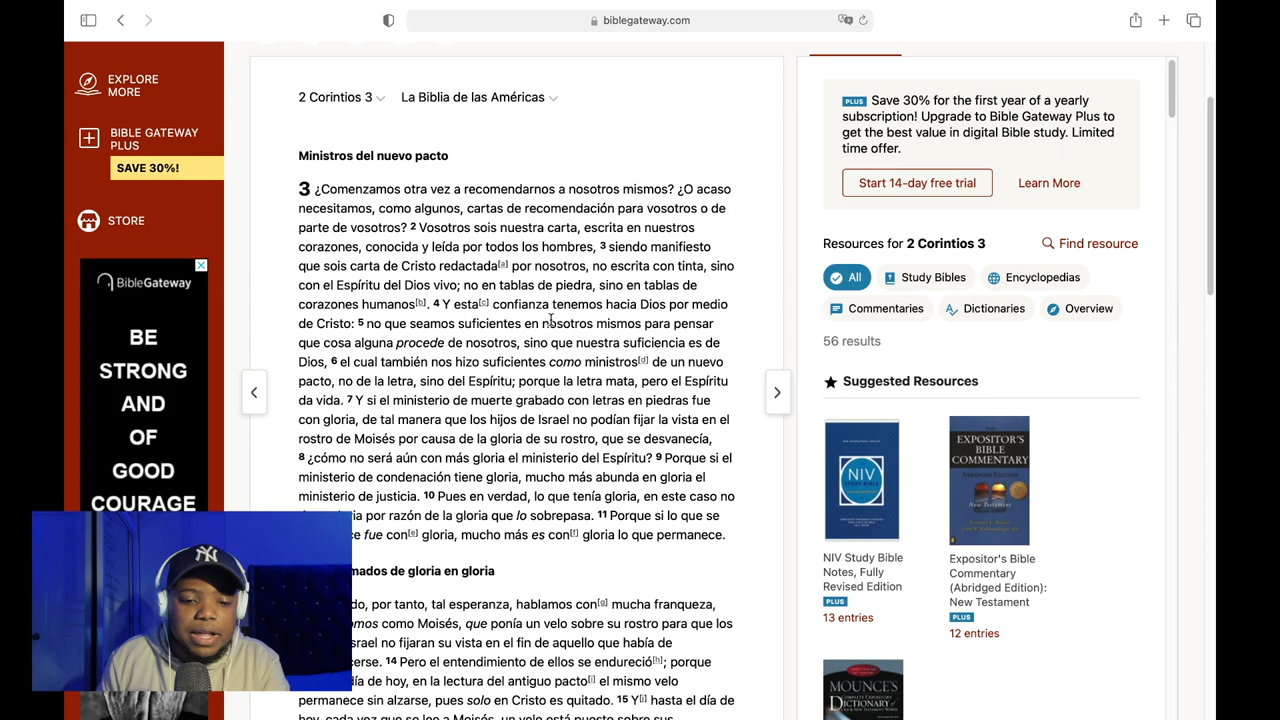 biblegateway.com
EXPLORE
MORE
BIBLE GATEWAY
PLUS
SAVE 30%!
STORE
BibleGateway
BE
STRONG
AND
OF
GOOD
COURAGE
2 Corintios 3
La Biblia de las Américas
Ministros del nuevo pacto
3 ¿Comenzamos otra vez a recomendarnos a nosotros mismos? ¿O acaso
necesitamos, como algunos, cartas de recomendación para vosotros o de
parte de vosotros? 2 Vosotros sois nuestra carta, escrita en nuestros
corazones, conocida y leída por todos los hombres, 3 siendo manifiesto
que sois carta de Cristo redactada[a] por nosotros, no escrita con tinta, sino
con el Espíritu del Dios vivo; no en tablas de piedra, sino en tablas de
corazones humanos[b]. 4 Y esta[c] confianza tenemos hacia Dios por medio
de Cristo: 5 no que seamos suficientes en nosotros mismos para pensar
que cosa alguna procede de nosotros, sino que nuestra suficiencia es de
Dios, 6 el cual también nos hizo suficientes como ministros[d] de un nuevo
pacto, no de la letra, sino del Espíritu; porque la letra mata, pero el Espíritu
da vida. 7 Y si el ministerio de muerte grabado con letras en piedras fue
con gloria, de tal manera que los hijos de Israel no podían fijar la vista en el
rostro de Moisés por causa de la gloria de su rostro, que se desvanecía,
8 ¿cómo no será aún con más gloria el ministerio del Espíritu? 9 Porque si el
ministerio de condenación tiene gloria, mucho más abunda en gloria el
ministerio de justicia. 10 Pues en verdad, lo que tenía gloria, en este caso no
por razón de la gloria que lo sobrepasa. 11 Porque si lo que se
fue con[e] gloria, mucho más es con[f] gloria lo que permanece.
de gloria en gloria
por tanto, tal esperanza, hablamos con[g] mucha franqueza,
como Moisés, que ponía un velo sobre su rostro para que los
no fijaran su vista en el fin de aquello que había de
14 Pero el entendimiento de ellos se endureció[h]; porque
de hoy, en la lectura del antiguo pacto[i] el mismo velo
permanece sin alzarse, pues solo en Cristo es quitado. 15 Y[j] hasta el día de
hoy, cada vez que se lee a Moisés, un velo está puesto sobre sus
PLUS Save 30% for the first year of a yearly
subscription! Upgrade to Bible Gateway Plus to
get the best value in digital Bible study. Limited
time offer.
Start 14-day free trial
Learn More
Resources for 2 Corintios 3
Find resource
All
Study Bibles
Encyclopedias
Commentaries
Dictionaries
Overview
56 results
Suggested Resources
NIV
STUDY BIBLE
EXPOSITOR'S
BIBLE
COMMENTARY
New Testament
NIV Study Bible
Notes, Fully
Revised Edition
PLUS
13 entries
Expositor's Bible
Commentary
(Abridged Edition):
New Testament
PLUS
12 entries
MOUNCE'S
DICTIONARY